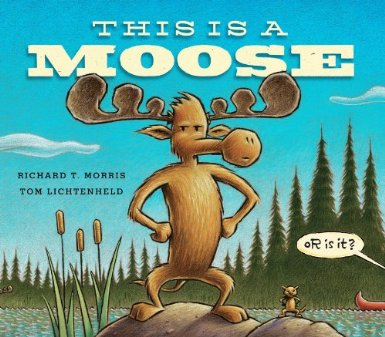 THIS IS A
MOOSE
RICHARD T. MORRIS
TOM LICHTENHELD
oR is it?